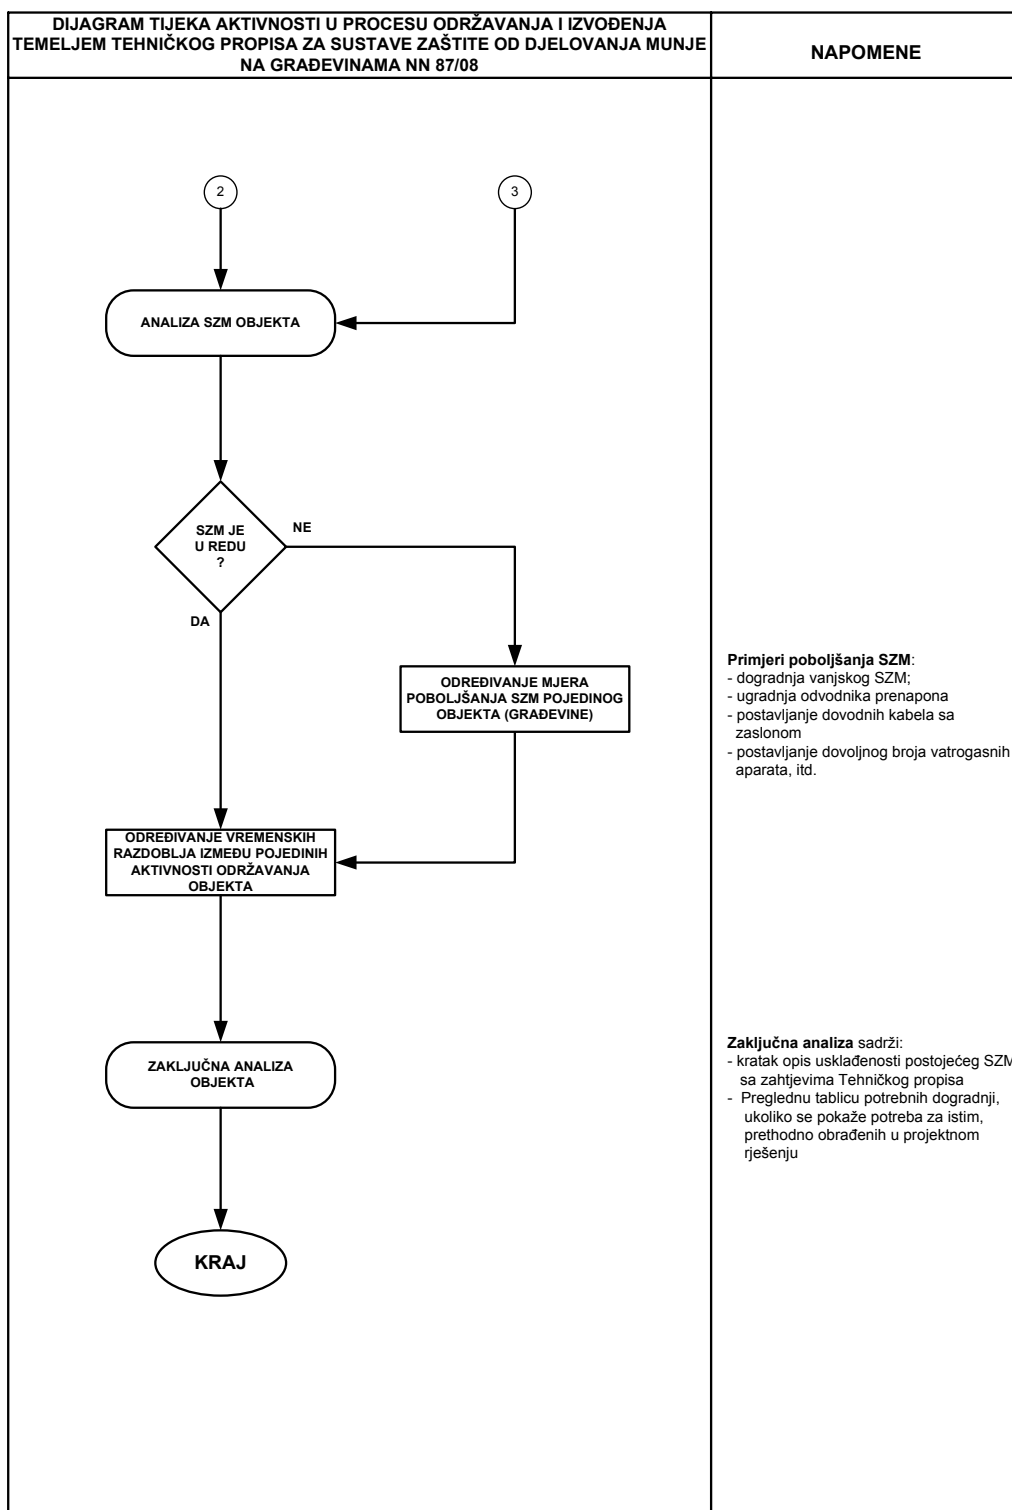 DIJAGRAM TIJEKA AKTIVNOSTI U PROCESU ODRŽAVANJA I IZVOĐENJA
TEMELJEM TEHNIČKOG PROPISA ZA SUSTAVE ZAŠTITE OD DJELOVANJA MUNJE
NA GRAĐEVINAMA NN 87/08
NAPOMENE
2
3
ANALIZA SZM OBJEKTA
SZM JE
U REDU
?
NE
DA
ODREĐIVANJE MJERA
POBOLJŠANJA SZM POJEDINOG
OBJEKTA (GRAĐEVINE)
Primjeri poboljšanja SZM:
- dogradnja vanjskog SZM;
- ugradnja odvodnika prenapona
- postavljanje dovodnih kabela sa
zaslonom
- postavljanje dovoljnog broja vatrogasnih
aparata, itd.
ODREĐIVANJE VREMENSKIH
RAZDOBLJA IZMEĐU POJEDINIH
AKTIVNOSTI ODRŽAVANJA
OBJEKTA
ZAKLJUČNA ANALIZA
OBJEKTA
Zaključna analiza sadrži:
- kratak opis usklađenosti postojećeg SZM
sa zahtjevima Tehničkog propisa
- Preglednu tablicu potrebnih dogradnji,
ukoliko se pokaže potreba za istim,
prethodno obrađenih u projektnom
rješenju
KRAJ